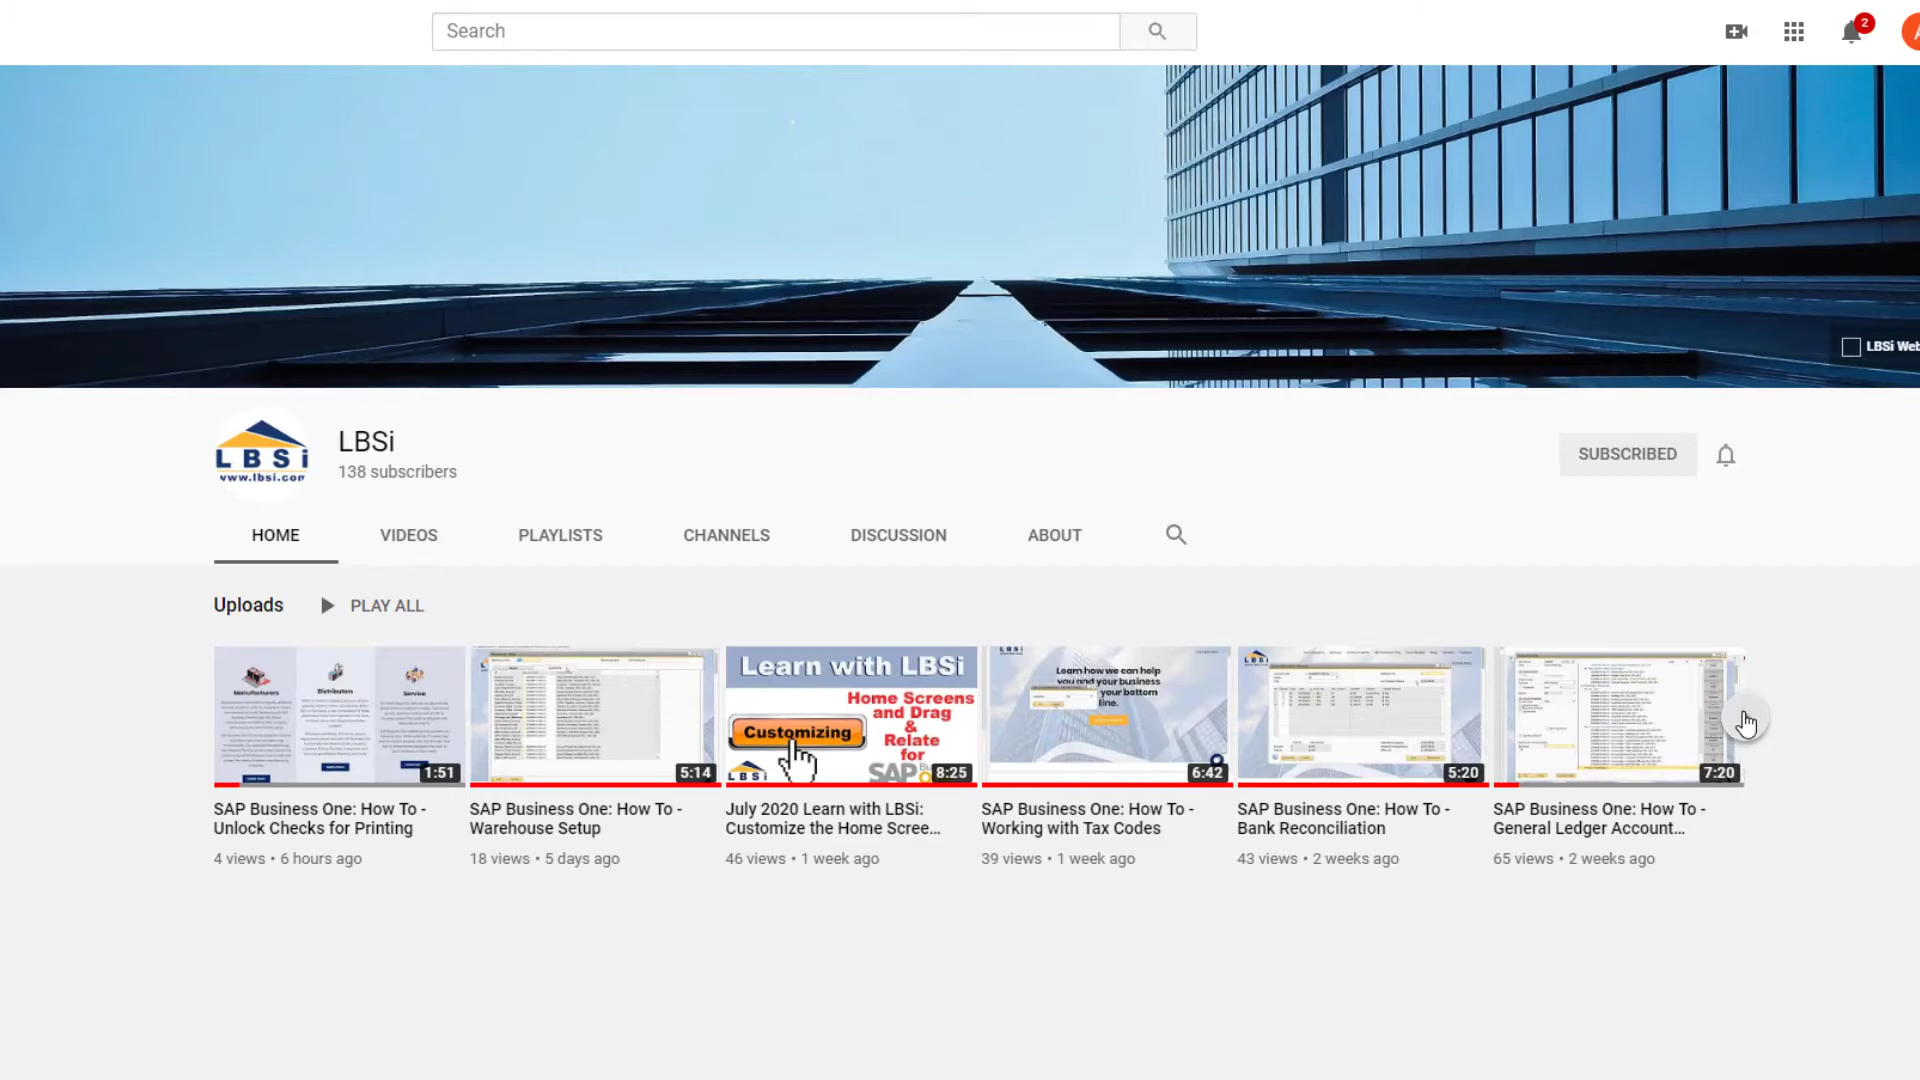 Search
2
LBSi Web
LBSi
www.lbsi.com
LBSi
138 subscribers
SUBSCRIBED
HOME
VIDEOS
PLAYLISTS
CHANNELS
DISCUSSION
ABOUT
Uploads
PLAY ALL
Manufacturers
Distributors
Service
1:51
5:14
Learn with LBSi
Home Screens
and Drag
&
Relate
for
SAP
Customizing
LBSi
8:25
LBSi
Learn how we can help
you and your business
your bottom
line.
6:42
LBSi
5:20
7:20
SAP Business One: How To -
Unlock Checks for Printing
4 views • 6 hours ago
SAP Business One: How To -
Warehouse Setup
18 views • 5 days ago
July 2020 Learn with LBSi:
Customize the Home Scree...
46 views • 1 week ago
SAP Business One: How To -
Working with Tax Codes
39 views • 1 week ago
SAP Business One: How To -
Bank Reconciliation
43 views • 2 weeks ago
SAP Business One: How To -
General Ledger Account...
65 views • 2 weeks ago